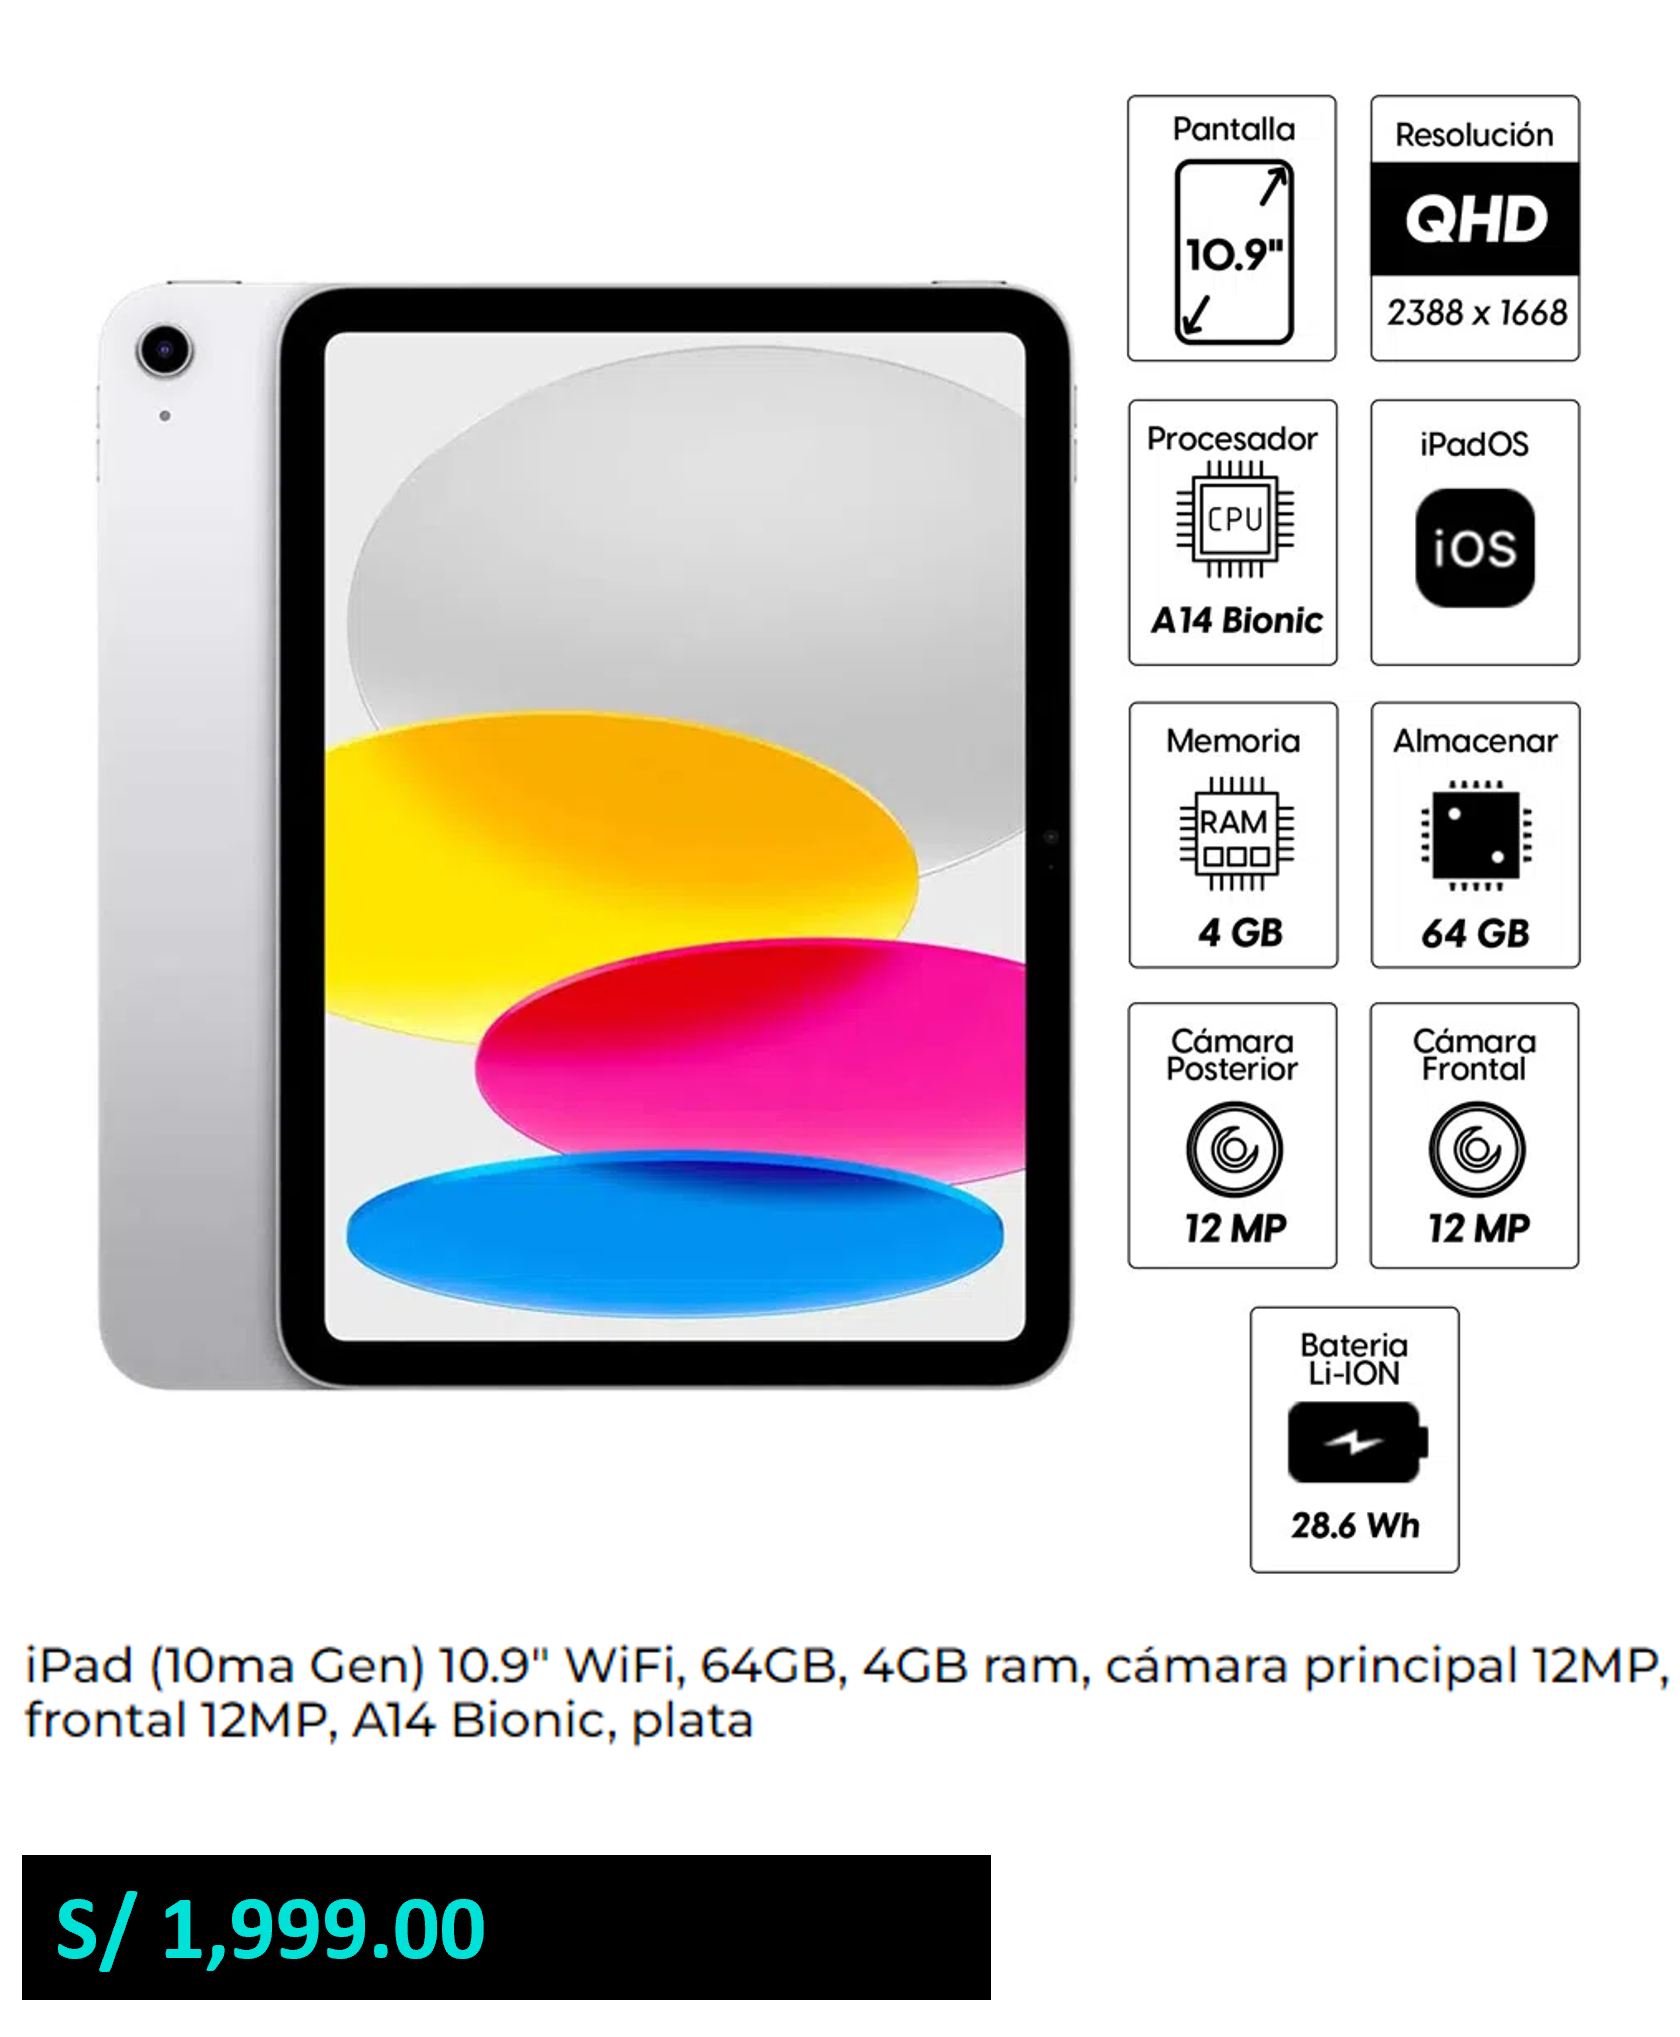 Pantalla
10.9"
Resolución
QHD
2388 x 1668
Procesador
CPU
A14 Bionic
iPadOS
iOS
Memoria
RAM
4 GB
Almacenar
64 GB
Cámara
Posterior
12 MP
Cámara
Frontal
12 MP
Bateria
Li-ION
28.6 Wh
iPad (10ma Gen) 10.9" WiFi, 64GB, 4GB ram, cámara principal 12MP,
frontal 12MP, A14 Bionic, plata
S/ 1,999.00